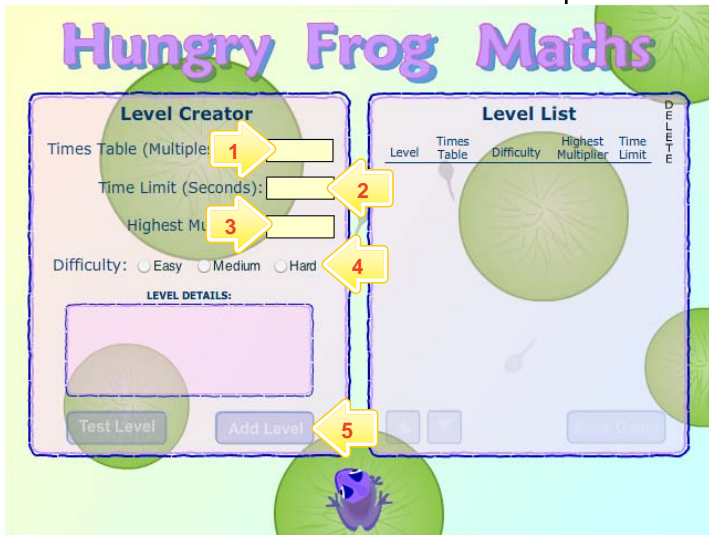 Hungry Frog Maths
Level Creator
Times Table (Multiples
1
Time Limit (Seconds):
2
Highest Mu
3
Difficulty: Easy Medium Hard
4
LEVEL DETAILS:
Test Level
Add Level
5
Level List
Level
Times
Table
Difficulty
Highest
Multiplier
Time
Limit
DELETE